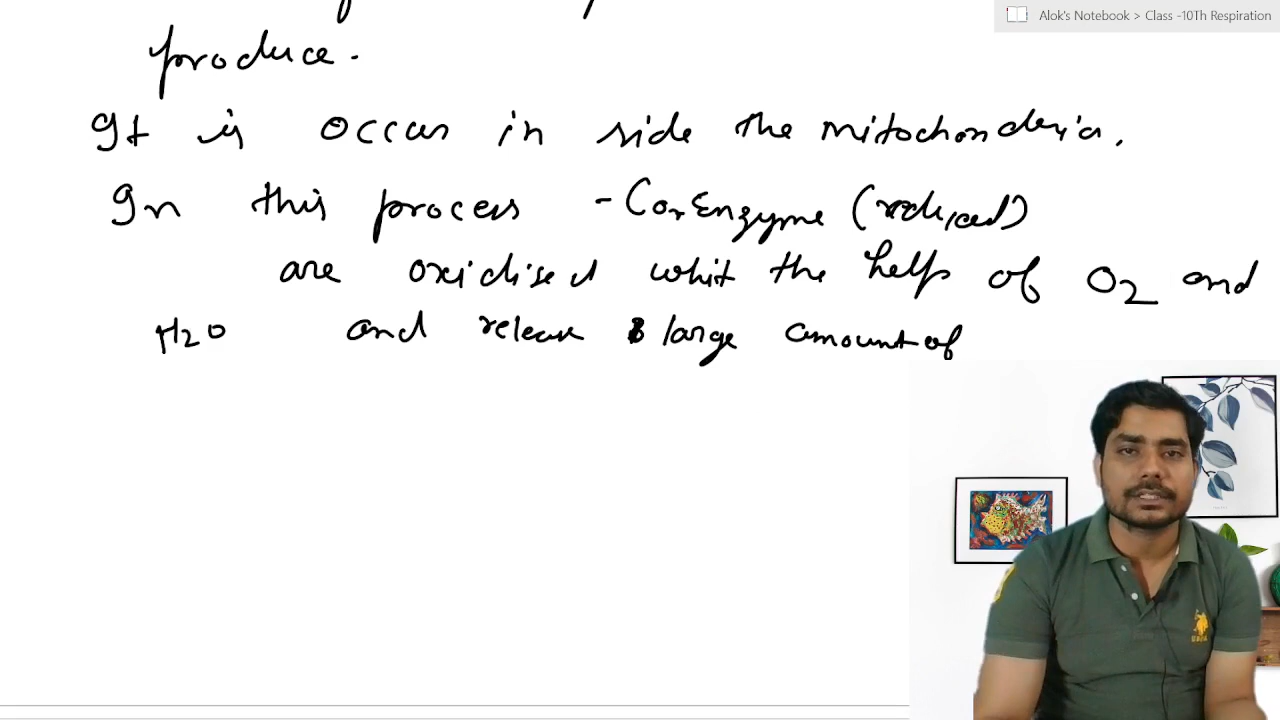 Alok's Notebook > Class -10Th Respiration
produce.
It is occurs in side the mitochondria.
In this process - Co-Enzyme (reduced)
are oxidised whit the help of O2 and
H2O and release large amount of